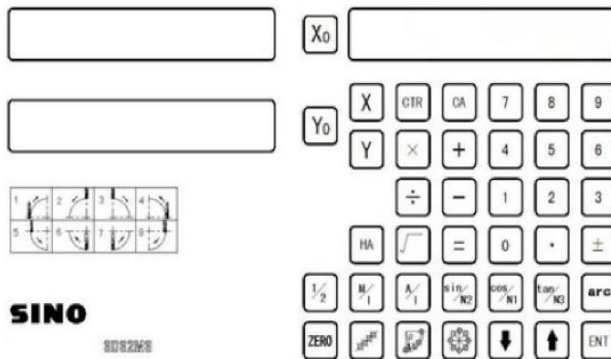 X0
X CTR CA 7 8 9
Y0
Y × + 4 5 6
÷ - 1 2 3
1 2 3 4
5 6 7 8
HA √ = 0 . ±
1/2 M/I A/I sin/N2 cos/N1 tan/N3 arc
SINO
ZERO ENT
SDS2MS